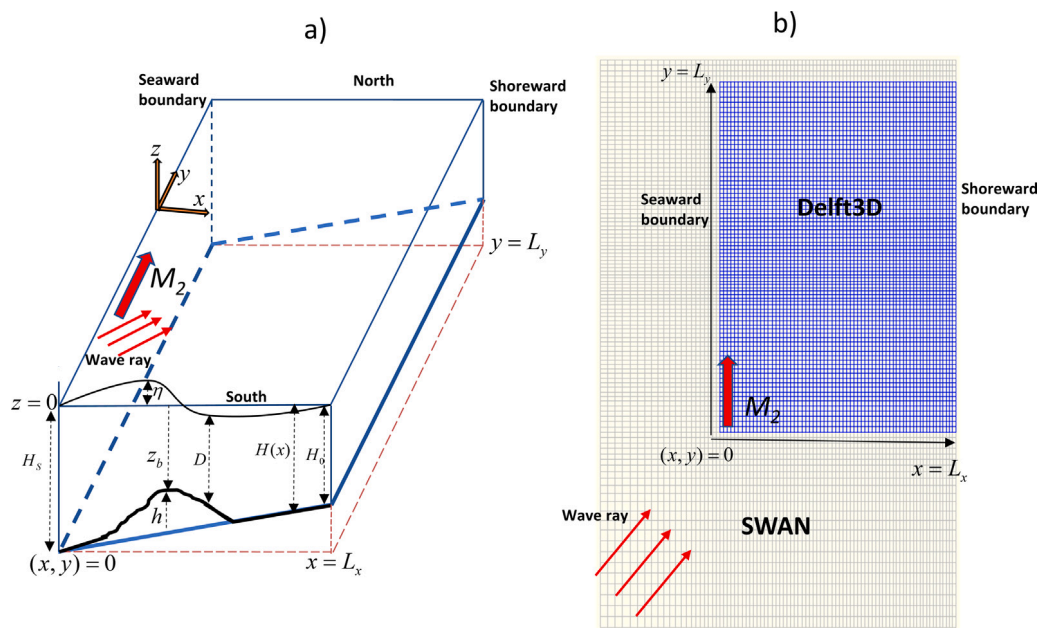 a)
Seaward
boundary
North
Shoreward
boundary
z
y
x
y = L_y
M_2
Wave ray
η
z = 0
South
H_S
z_b
D
H(x)
H_0
h
(x, y) = 0
x = L_x
b)
y = L_y
Seaward
boundary
Delft3D
Shoreward
boundary
M_2
(x, y) = 0
x = L_x
Wave ray
SWAN